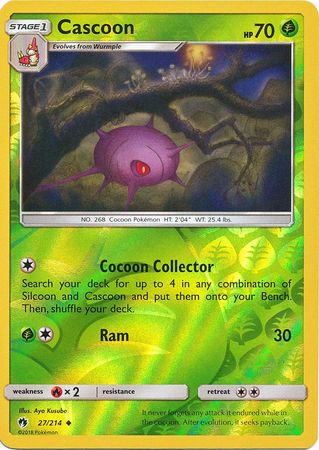 STAGE 1
Cascoon
HP 70
Evolves from Wurmple
NO. 268 Cocoon Pokémon HT: 2'04" WT: 25.4 lbs.
Cocoon Collector
Search your deck for up to 4 in any combination of
Silcoon and Cascoon and put them onto your Bench.
Then, shuffle your deck.
Ram 30
weakness ×2 resistance retreat
Illus. Aya Kusube
27/214
©2018 Pokémon
It never forgets any attack it endured while in
the cocoon. After evolution, it seeks payback.